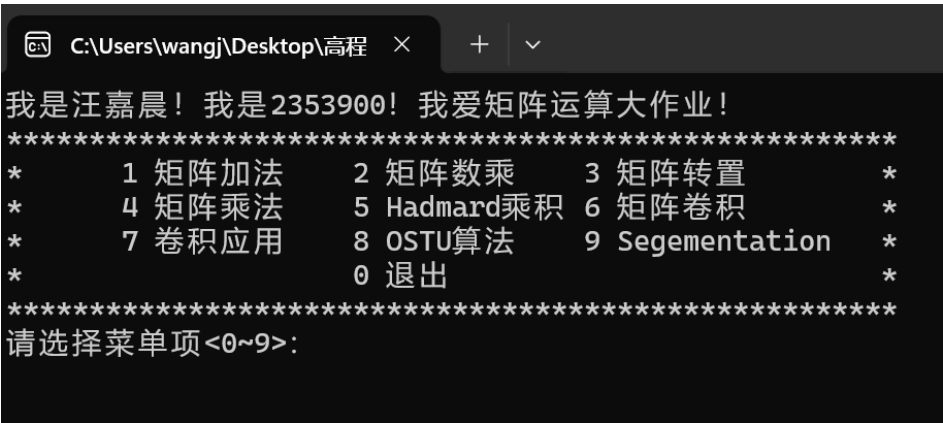 C:\Users\wangj\Desktop\高程
我是汪嘉晨！我是2353900！我爱矩阵运算大作业！
*******************************************************
* 1 矩阵加法 2 矩阵数乘 3 矩阵转置 *
* 4 矩阵乘法 5 Hadmard乘积 6 矩阵卷积 *
* 7 卷积应用 8 OSTU算法 9 Segementation *
* 0 退出 *
*******************************************************
请选择菜单项<0~9>: